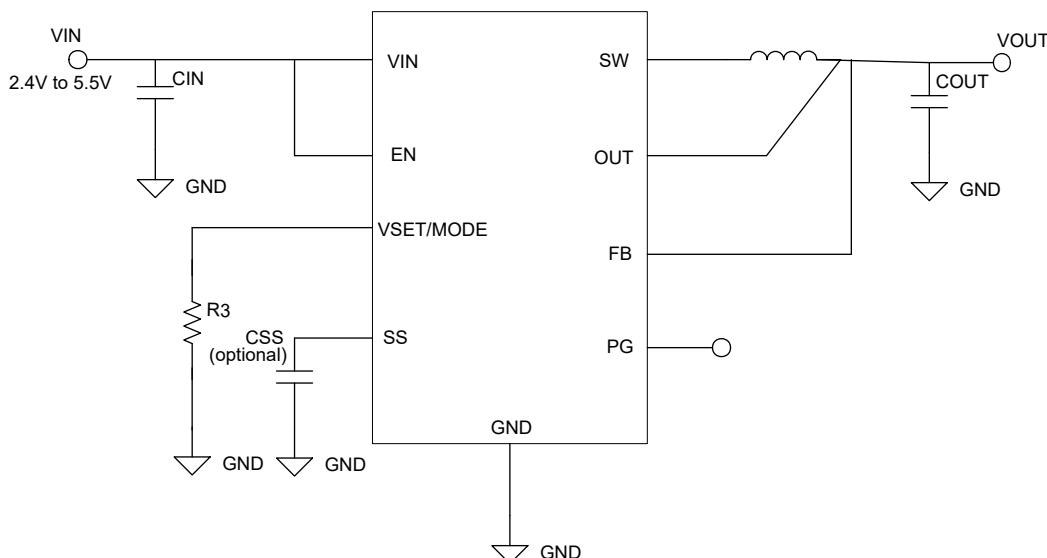 VIN
VOUT
VIN
SW
2.4V to 5.5V
CIN
COUT
EN
OUT
GND
GND
VSET/MODE
FB
R3
CSS
(optional)
SS
PG
GND
GND
GND
GND